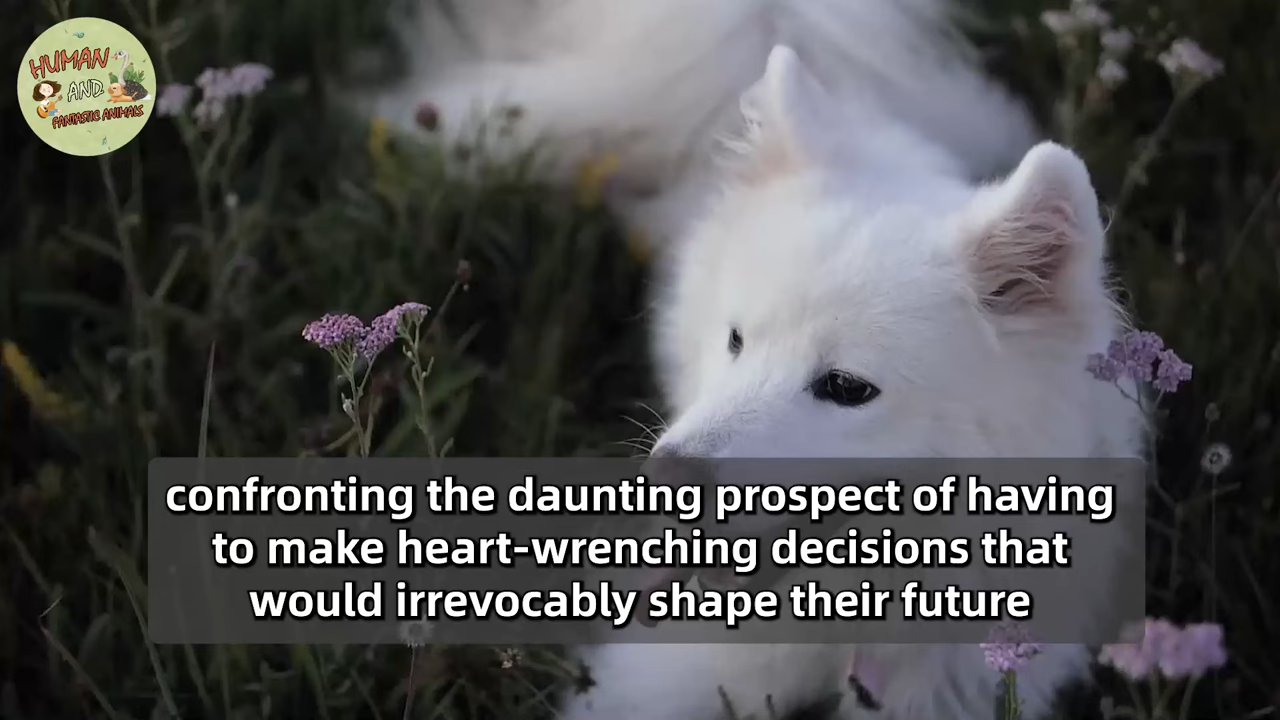 HUMAN
AND
FANTASTIC ANIMALS
confronting the daunting prospect of having
to make heart-wrenching decisions that
would irrevocably shape their future